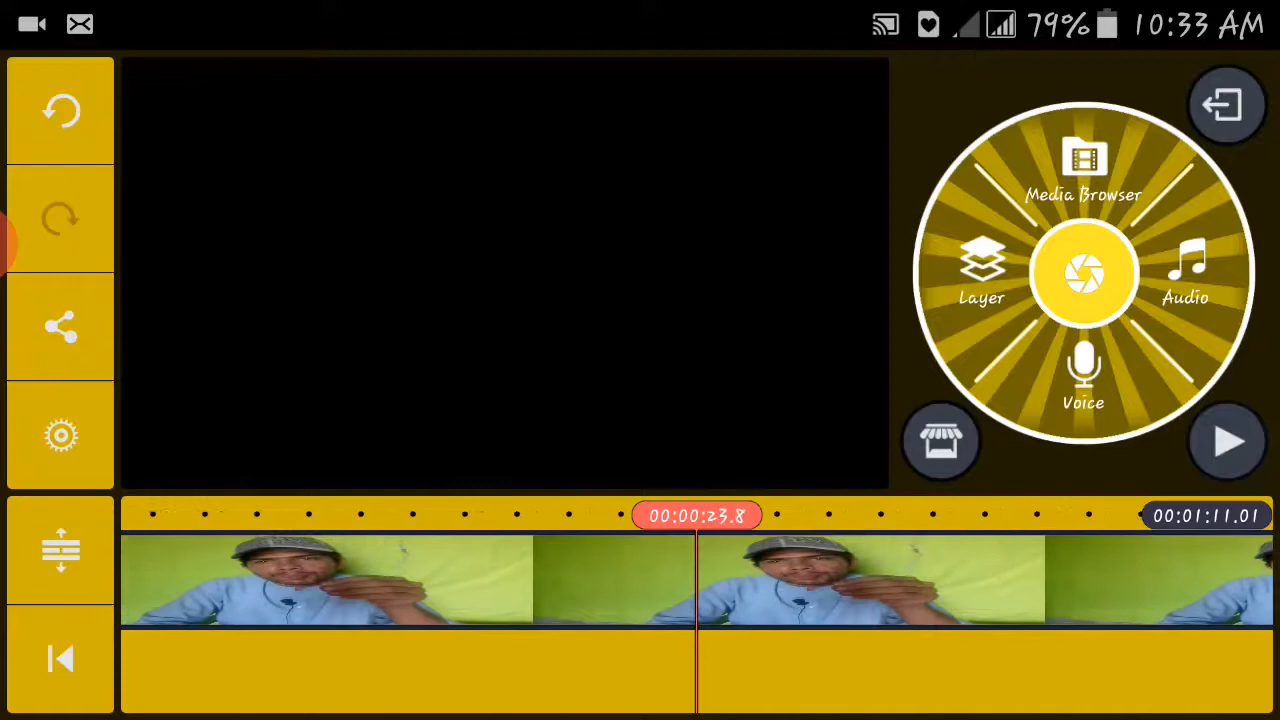 79% 10:33 AM
Media Browser
Layer
Audio
Voice
00:00:23.8
00:01:11.01